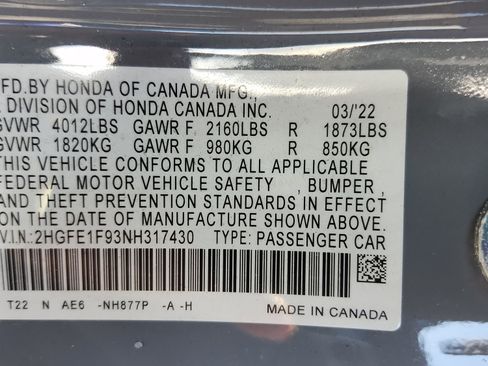 MFD.BY HONDA OF CANADA MFG.,
A DIVISION OF HONDA CANADA INC. 03/'22
GVWR 4012LBS GAWR F 2160LBS R 1873LBS
GVWR 1820KG GAWR F 980KG R 850KG
THIS VEHICLE CONFORMS TO ALL APPLICABLE
FEDERAL MOTOR VEHICLE SAFETY , BUMPER ,
AND THEFT PREVENTION STANDARDS IN EFFECT
ON THE DATE OF MANUFACTURE SHOWN ABOVE.
V.I.N.:2HGFE1F93NH317430 TYPE: PASSENGER CAR
T22 N AE6 -NH877P -A -H
MADE IN CANADA